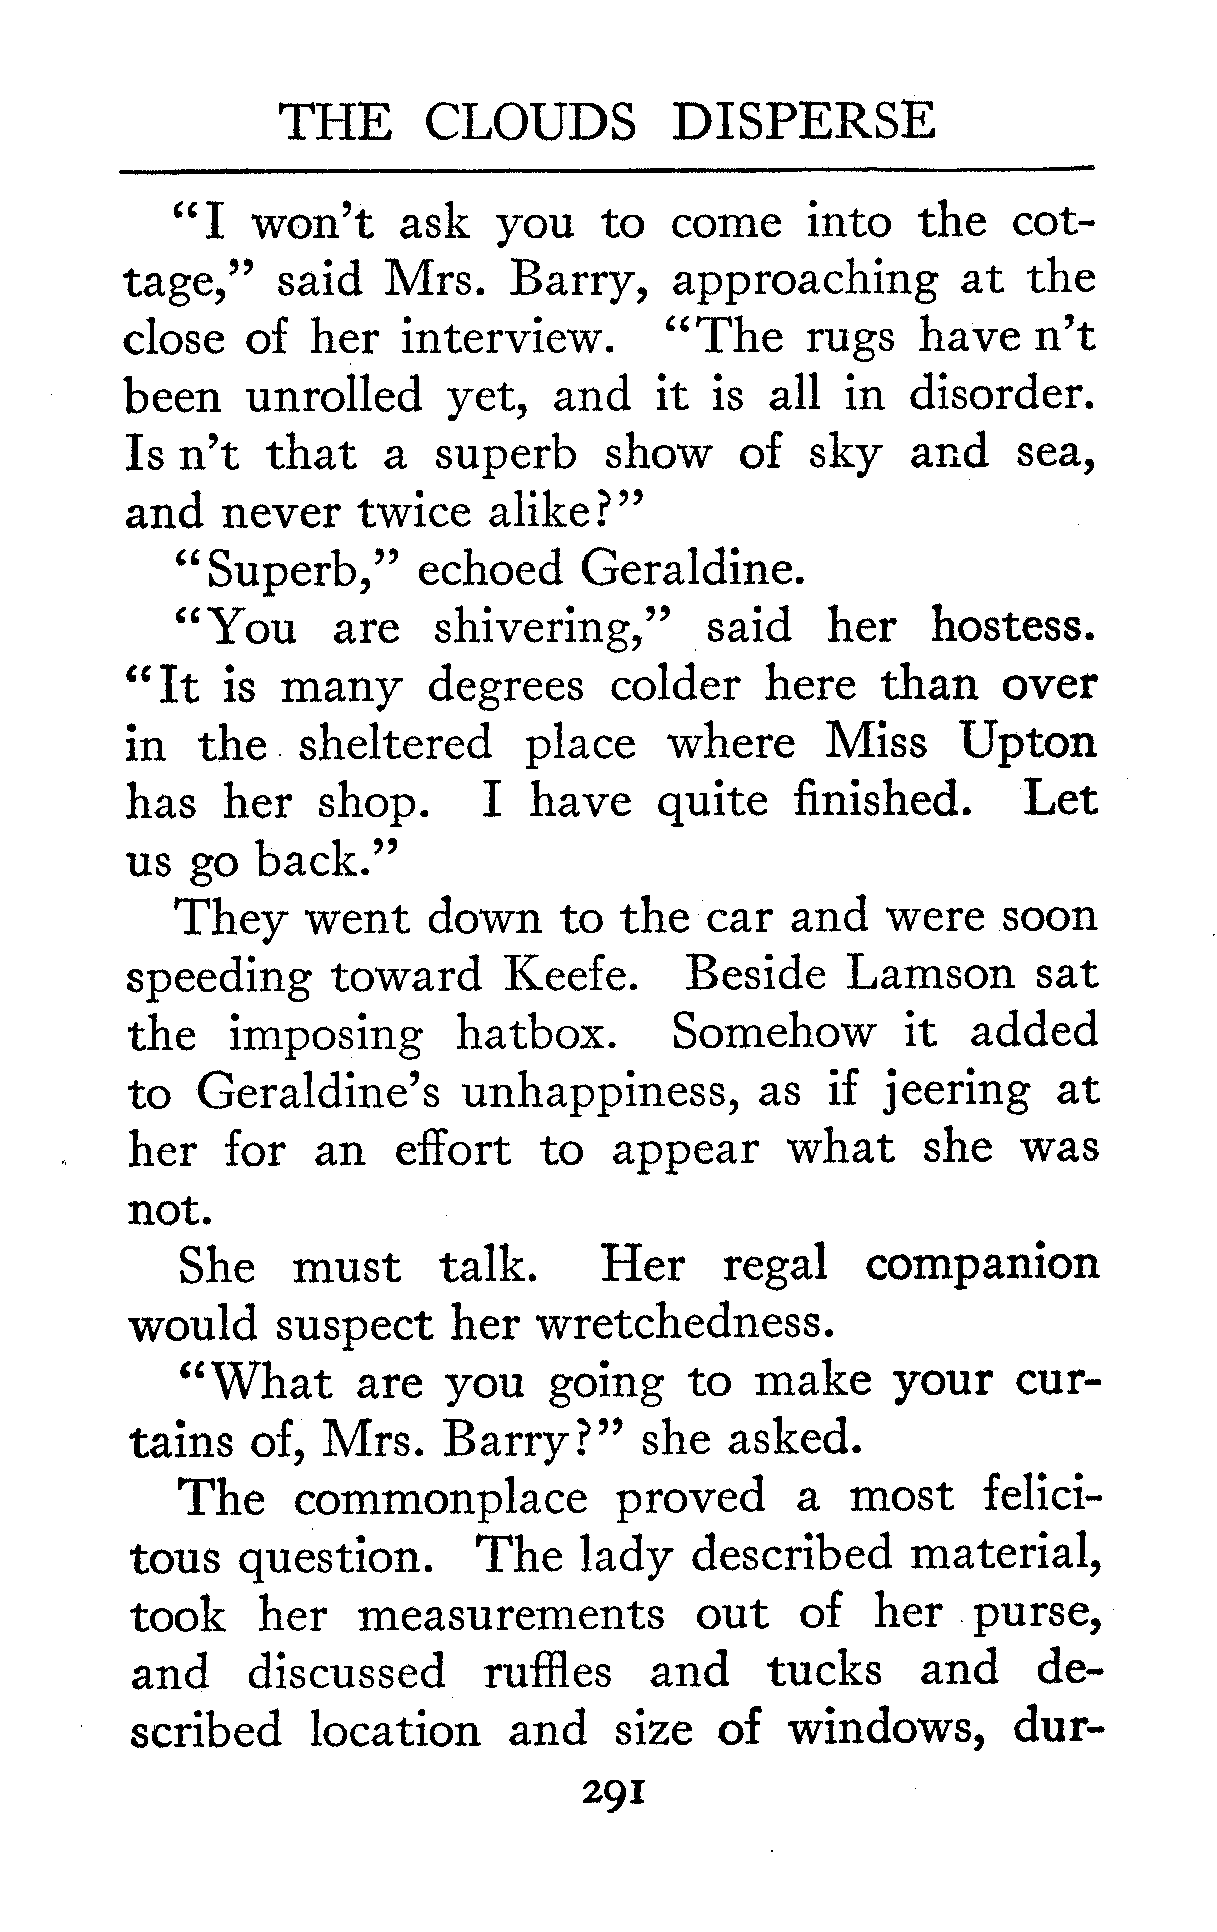 THE CLOUDS DISPERSE
“I won’t ask you to come into the cot-
tage,” said Mrs. Barry, approaching at the
close of her interview. “The rugs have n’t
been unrolled yet, and it is all in disorder.
Is n’t that a superb show of sky and sea,
and never twice alike?”
“Superb,” echoed Geraldine.
“You are shivering,” said her hostess.
“It is many degrees colder here than over
in the sheltered place where Miss Upton
has her shop. I have quite finished. Let
us go back.”
They went down to the car and were soon
speeding toward Keefe. Beside Lamson sat
the imposing hatbox. Somehow it added
to Geraldine’s unhappiness, as if jeering at
her for an effort to appear what she was
not.
She must talk. Her regal companion
would suspect her wretchedness.
“What are you going to make your cur-
tains of, Mrs. Barry?” she asked.
The commonplace proved a most felici-
tous question. The lady described material,
took her measurements out of her purse,
and discussed ruffles and tucks and de-
scribed location and size of windows, dur-
291